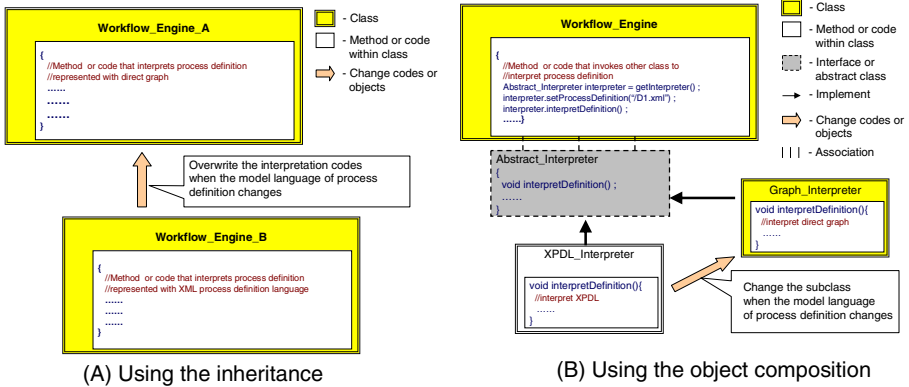 Workflow_Engine_A
{
//Method or code that interprets process definition
//represented with direct graph
......
......
......
}
- Class
- Method or code
within class
- Change codes or
objects
Overwrite the interpretation codes
when the model language of process
definition changes
Workflow_Engine_B
{
//Method or code that interprets process definition
//represented with XML process definition language
......
......
......
}
(A) Using the inheritance
Workflow_Engine
{
//Method or code that invokes other class to
//interpret process definition
Abstract_Interpreter interpreter = getInterpreter() ;
interpreter.setProcessDefinition("/D1.xml") ;
interpreter.interpretDefinition() ;
......}
- Class
- Method or code
within class
- Interface or
abstract class
- Implement
- Change codes or
objects
- Association
Abstract_Interpreter
{
void interpretDefinition() ;
......
}
Graph_Interpreter
void interpretDefinition(){
//interpret direct graph
......
}
XPDL_Interpreter
void interpretDefinition(){
//interpret XPDL
......
}
Change the subclass
when the model language
of process definition changes
(B) Using the object composition